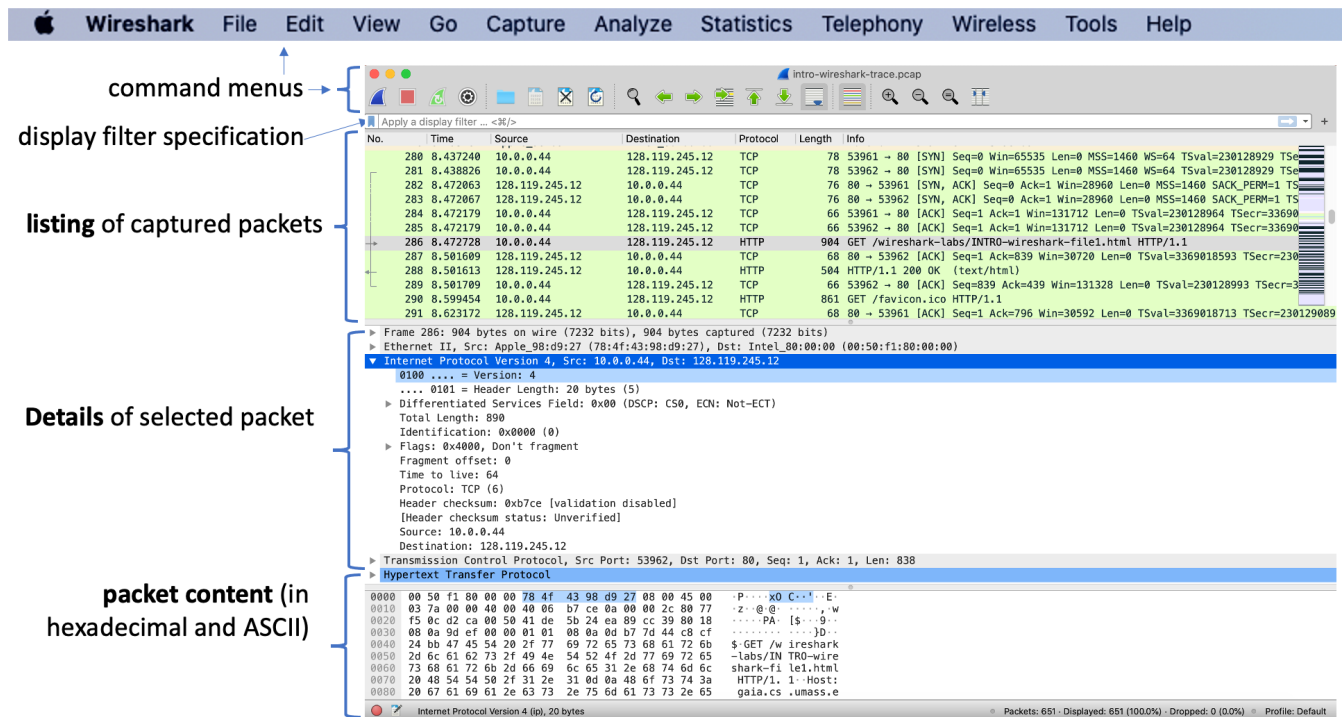 Wireshark File Edit View Go Capture Analyze Statistics Telephony Wireless Tools Help
command menus
intro-wireshark-trace.pcap
display filter specification
Apply a display filter ... <⌘/>
+
No. Time Source Destination Protocol Length Info
280 8.437240 10.0.0.44 128.119.245.12 TCP 78 53961 → 80 [SYN] Seq=0 Win=65535 Len=0 MSS=1460 WS=64 TSval=230128929 TSe
281 8.438826 10.0.0.44 128.119.245.12 TCP 78 53962 → 80 [SYN] Seq=0 Win=65535 Len=0 MSS=1460 WS=64 TSval=230128929 TSe
282 8.472063 128.119.245.12 10.0.0.44 TCP 76 80 → 53961 [SYN, ACK] Seq=0 Ack=1 Win=28960 Len=0 MSS=1460 SACK_PERM=1 TS
283 8.472067 128.119.245.12 10.0.0.44 TCP 76 80 → 53962 [SYN, ACK] Seq=0 Ack=1 Win=28960 Len=0 MSS=1460 SACK_PERM=1 TS
284 8.472179 10.0.0.44 128.119.245.12 TCP 66 53961 → 80 [ACK] Seq=1 Ack=1 Win=131712 Len=0 TSval=230128964 TSecr=33690
285 8.472179 10.0.0.44 128.119.245.12 TCP 66 53962 → 80 [ACK] Seq=1 Ack=1 Win=131712 Len=0 TSval=230128964 TSecr=33690
286 8.472728 10.0.0.44 128.119.245.12 HTTP 904 GET /wireshark-labs/INTRO-wireshark-file1.html HTTP/1.1
287 8.501609 128.119.245.12 10.0.0.44 TCP 68 80 → 53962 [ACK] Seq=1 Ack=839 Win=30720 Len=0 TSval=3369018593 TSecr=230
288 8.501613 128.119.245.12 10.0.0.44 HTTP 504 HTTP/1.1 200 OK (text/html)
289 8.501709 10.0.0.44 128.119.245.12 TCP 66 53962 → 80 [ACK] Seq=839 Ack=439 Win=131328 Len=0 TSval=230128993 TSecr=3
290 8.599454 10.0.0.44 128.119.245.12 HTTP 861 GET /favicon.ico HTTP/1.1
291 8.623172 128.119.245.12 10.0.0.44 TCP 68 80 → 53961 [ACK] Seq=1 Ack=796 Win=30592 Len=0 TSval=3369018713 TSecr=230129089
listing of captured packets
Frame 286: 904 bytes on wire (7232 bits), 904 bytes captured (7232 bits)
Ethernet II, Src: Apple_98:d9:27 (78:4f:43:98:d9:27), Dst: Intel_80:00:00 (00:50:f1:80:00:00)
Internet Protocol Version 4, Src: 10.0.0.44, Dst: 128.119.245.12
0100 .... = Version: 4
.... 0101 = Header Length: 20 bytes (5)
Differentiated Services Field: 0x00 (DSCP: CS0, ECN: Not-ECT)
Total Length: 890
Identification: 0x0000 (0)
Flags: 0x4000, Don't fragment
Fragment offset: 0
Time to live: 64
Protocol: TCP (6)
Header checksum: 0xb7ce [validation disabled]
[Header checksum status: Unverified]
Source: 10.0.0.44
Destination: 128.119.245.12
Transmission Control Protocol, Src Port: 53962, Dst Port: 80, Seq: 1, Ack: 1, Len: 838
Hypertext Transfer Protocol
Details of selected packet
packet content (in
hexadecimal and ASCII)
0000 00 50 f1 80 00 00 78 4f 43 98 d9 27 08 00 45 00 ·P····xO C··'··E·
0010 03 7a 00 00 40 00 40 06 b7 ce 0a 00 00 2c 80 77 ·z··@·@· ·····,·w
0020 f5 0c d2 ca 00 50 41 de 5b 24 ea 89 cc 39 80 18 ·····PA· [$···9··
0030 08 0a 9d ef 00 00 01 01 08 0a 0d b7 7d 44 c8 cf ········ ····}D··
0040 24 bb 47 45 54 20 2f 77 69 72 65 73 68 61 72 6b $·GET /w ireshark
0050 2d 6c 61 62 73 2f 49 4e 54 52 4f 2d 77 69 72 65 -labs/IN TRO-wire
0060 73 68 61 72 6b 2d 66 69 6c 65 31 2e 68 74 6d 6c shark-fi le1.html
0070 20 48 54 54 50 2f 31 2e 31 0d 0a 48 6f 73 74 3a HTTP/1. 1··Host:
0080 20 67 61 69 61 2e 63 73 2e 75 6d 61 73 73 2e 65 gaia.cs .umass.e
Internet Protocol Version 4 (ip), 20 bytes Packets: 651 · Displayed: 651 (100.0%) · Dropped: 0 (0.0%) Profile: Default